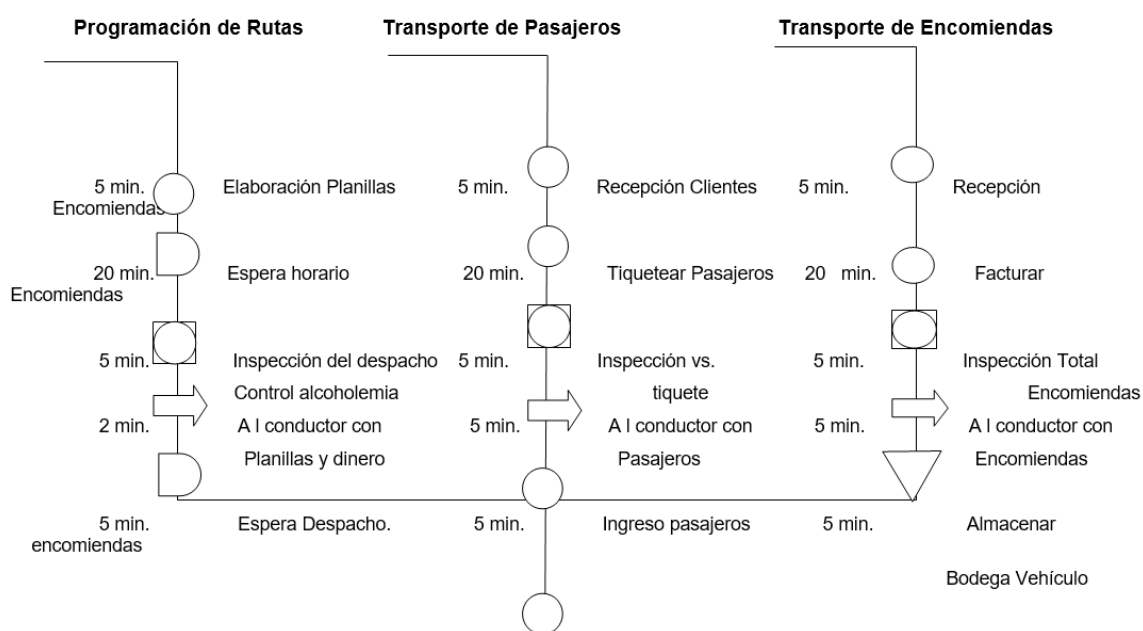 Programación de Rutas Transporte de Pasajeros Transporte de Encomiendas
5 min. Elaboración Planillas 5 min. Recepción Clientes 5 min. Recepción
Encomiendas
20 min. Espera horario 20 min. Tiquetear Pasajeros 20 min. Facturar
Encomiendas
5 min. Inspección del despacho 5 min. Inspección vs. 5 min. Inspección Total
Control alcoholemia tiquete Encomiendas
2 min. A l conductor con 5 min. A l conductor con 5 min. A l conductor con
Planillas y dinero Pasajeros Encomiendas
5 min. Espera Despacho. 5 min. Ingreso pasajeros 5 min. Almacenar
encomiendas
Bodega Vehículo